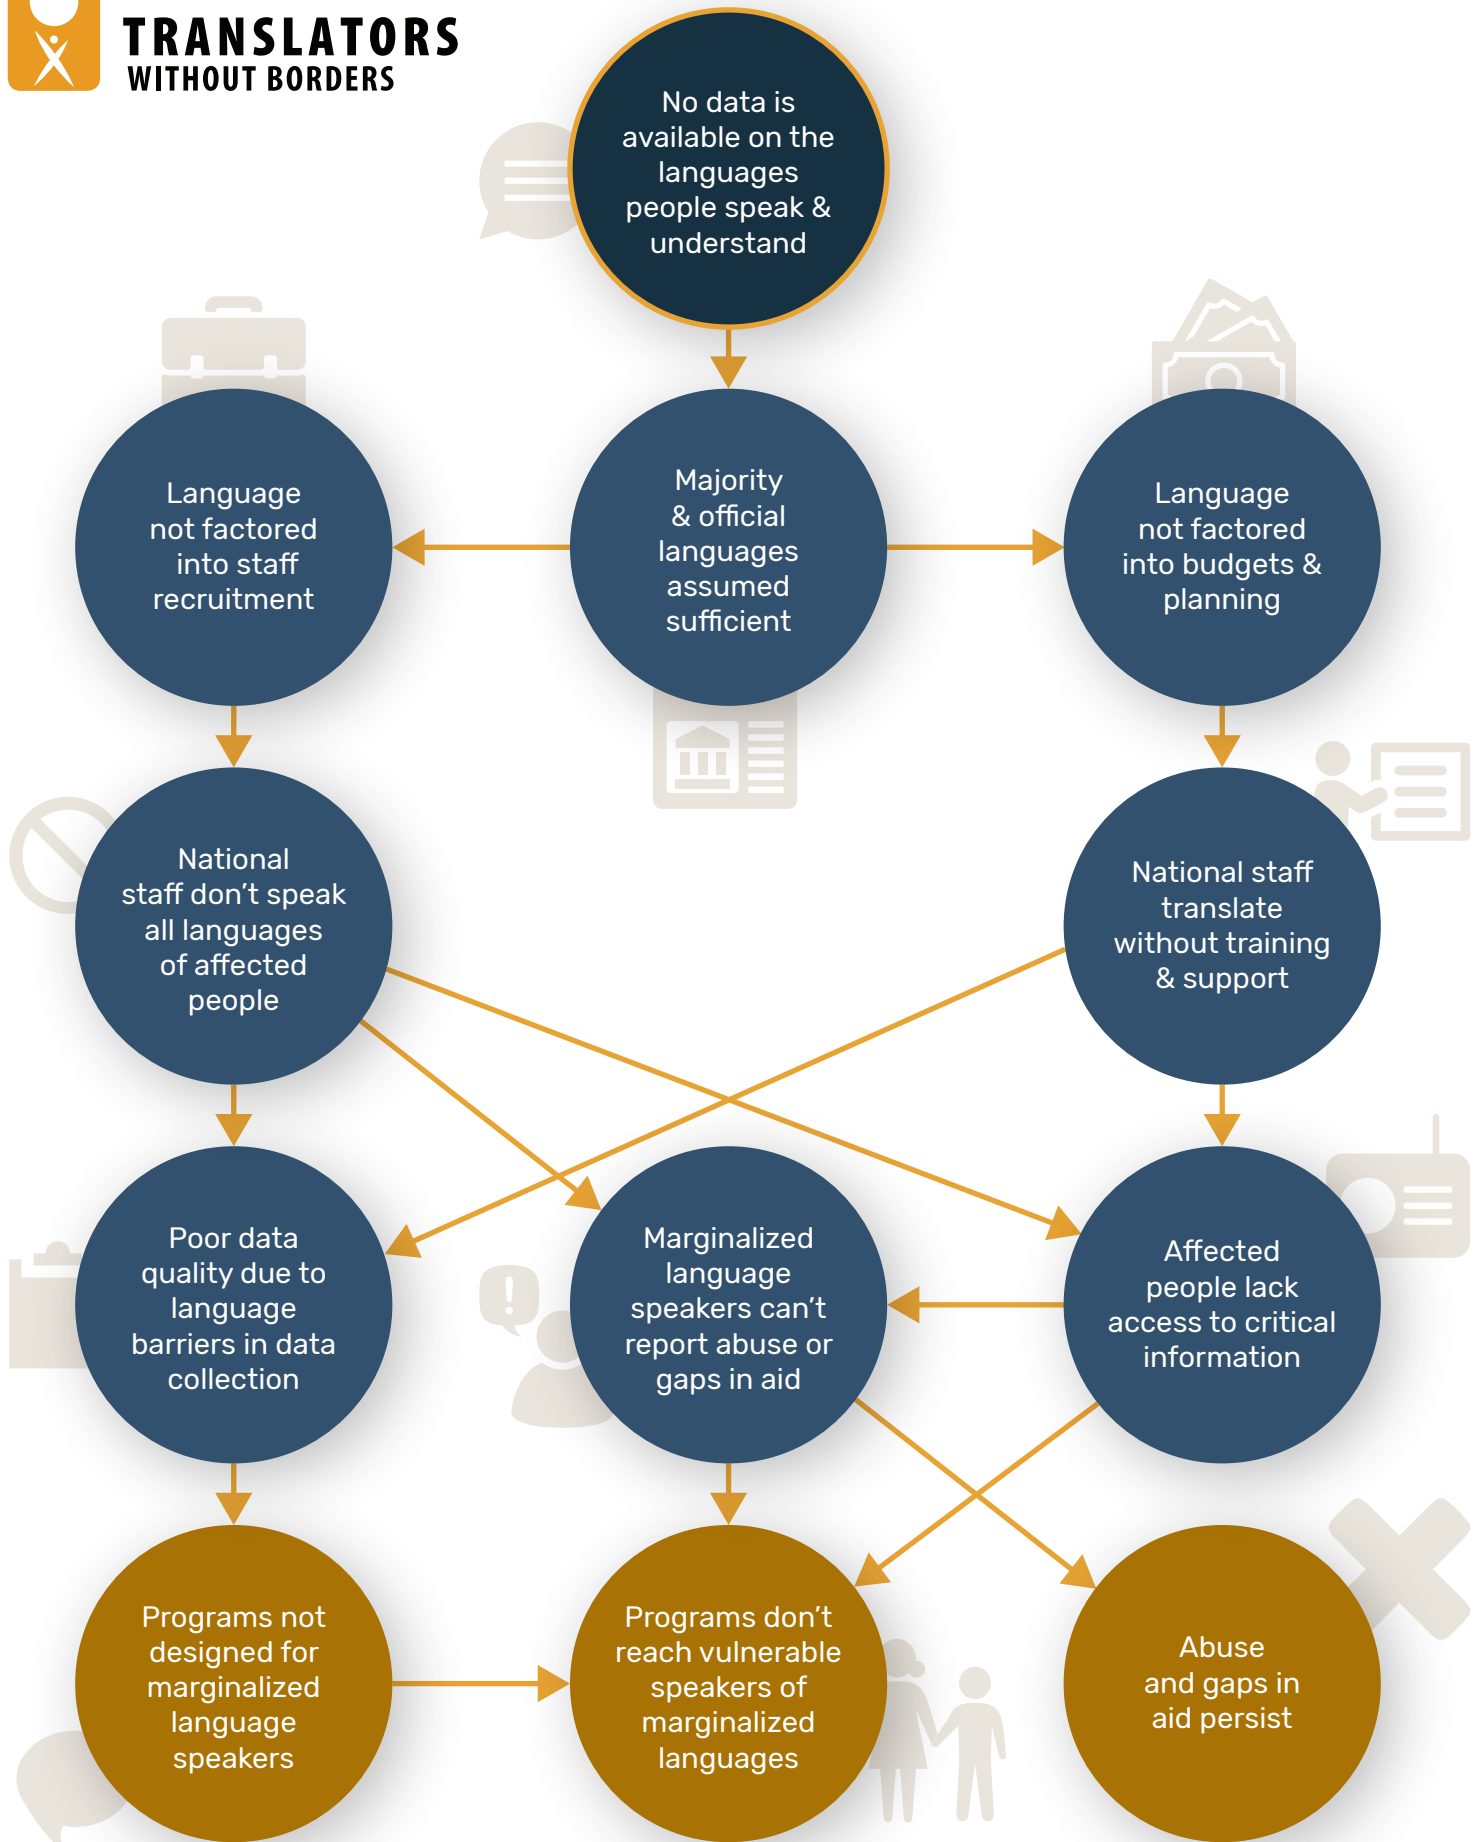 TRANSLATORS
WITHOUT BORDERS
No data is
available on the
languages
people speak &
understand
Language
not factored
into staff
recruitment
Majority
& official
languages
assumed
sufficient
Language
not factored
into budgets &
planning
National
staff don't speak
all languages
of affected
people
National staff
translate
without training
& support
Poor data
quality due to
language
barriers in data
collection
Marginalized
language
speakers can't
report abuse or
gaps in aid
Affected
people lack
access to critical
information
Programs not
designed for
marginalized
language
speakers
Programs don't
reach vulnerable
speakers of
marginalized
languages
Abuse
and gaps in
aid persist